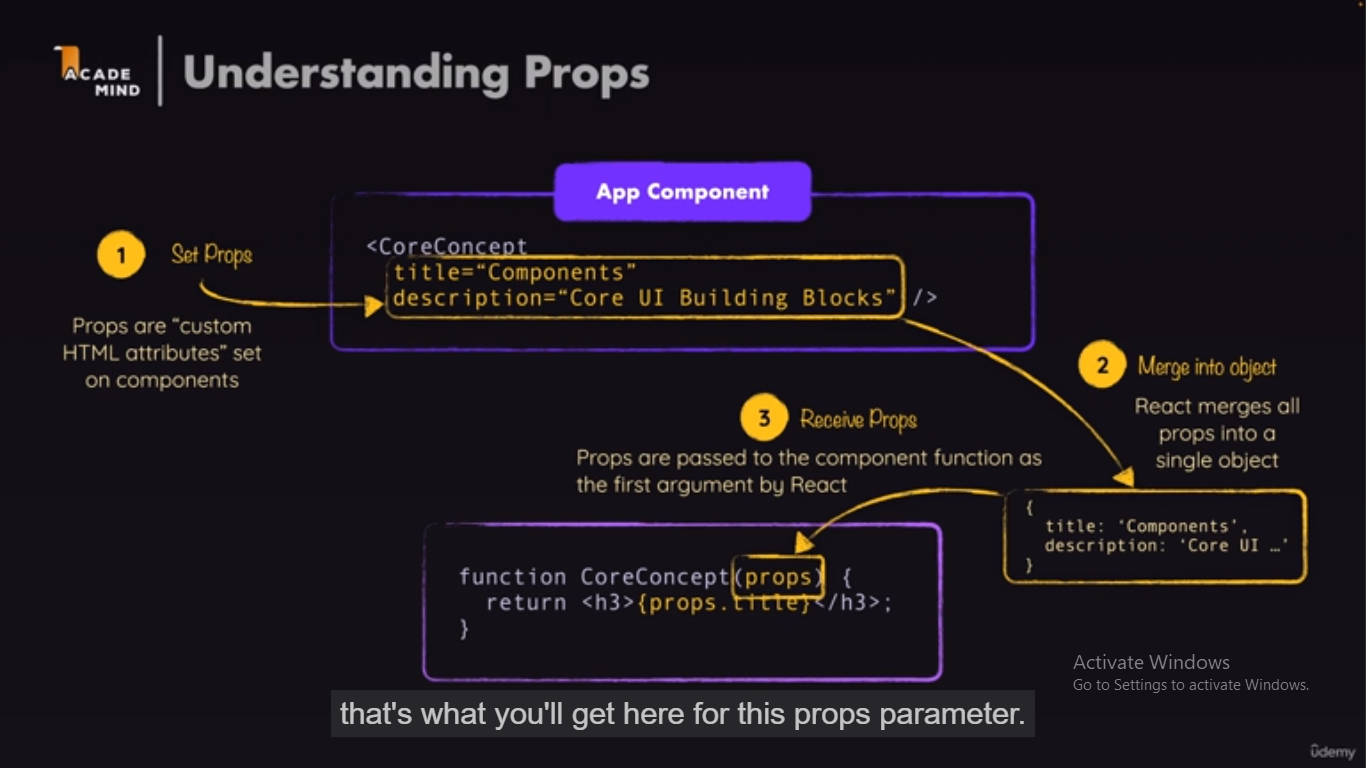 ACADE
MIND
Understanding Props
App Component
1
Set Props
Props are “custom
HTML attributes” set
on components
<CoreConcept
title=“Components”
description=“Core UI Building Blocks” />
2
Merge into object
React merges all
props into a
single object
{
title: ‘Components’,
description: ‘Core UI …’
}
3
Receive Props
Props are passed to the component function as
the first argument by React
function CoreConcept(props) {
return <h3>{props.title}</h3>;
}
Activate Windows
Go to Settings to activate Windows.
that's what you'll get here for this props parameter.
udemy